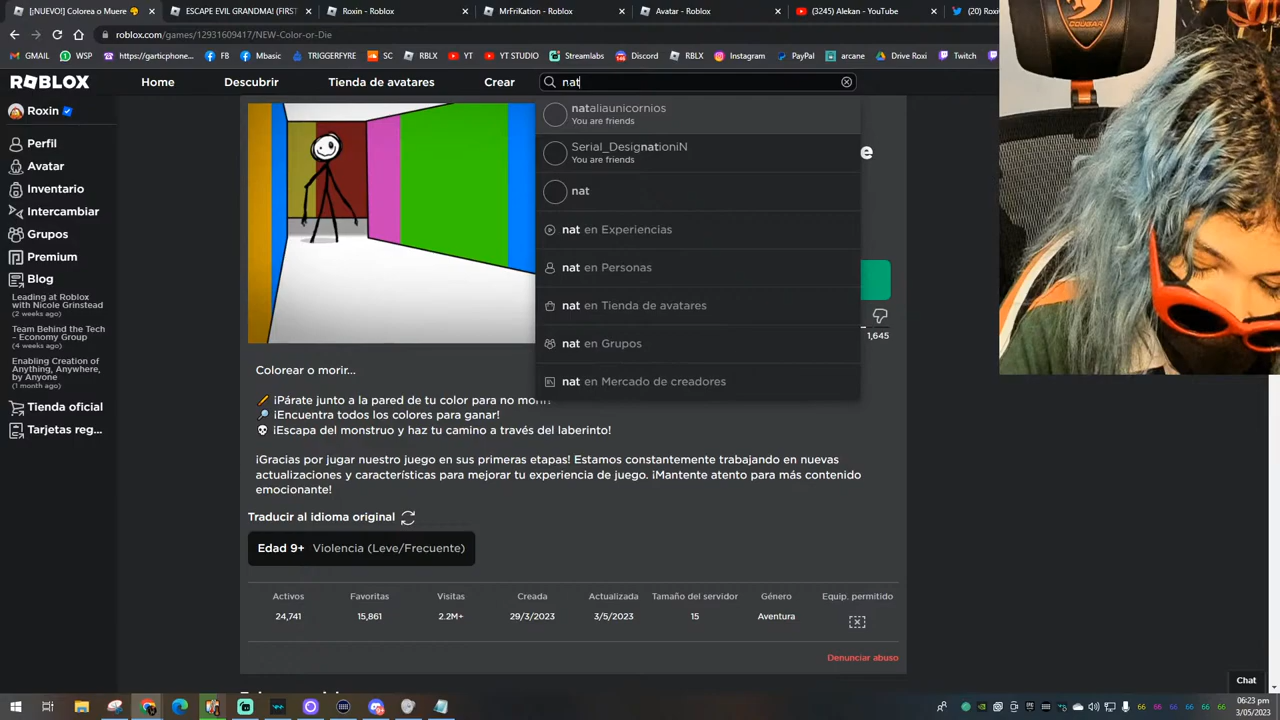 [¡NUEVO!] Colorea o Muere
ESCAPE EVIL GRANDMA! (FIRST
Roxin - Roblox
MrFriKation - Roblox
Avatar - Roblox
(3245) Alekan - YouTube
(20) Roxi
roblox.com/games/12931609417/NEW-Color-or-Die
GMAIL
WSP
https://garticphone...
FB
Mbasic
TRIGGERFYRE
SC
RBLX
YT
YT STUDIO
Streamlabs
Discord
RBLX
Instagram
PayPal
arcane
Drive Roxi
Twitch
ROBLOX
Home
Descubrir
Tienda de avatares
Crear
nat
Roxin
Perfil
Avatar
Inventario
Intercambiar
Grupos
Premium
Blog
Leading at Roblox
with Nicole Grinstead
(2 weeks ago)
Team Behind the Tech
- Economy Group
(4 weeks ago)
Enabling Creation of
Anything, Anywhere,
by Anyone
(1 month ago)
Tienda oficial
Tarjetas reg...
nataliaunicornios
You are friends
Serial_DesignationiN
You are friends
nat
nat en Experiencias
nat en Personas
nat en Tienda de avatares
nat en Grupos
nat en Mercado de creadores
e
1,645
COUGAR
Colorear o morir...
¡Párate junto a la pared de tu color para no morir!
¡Encuentra todos los colores para ganar!
¡Escapa del monstruo y haz tu camino a través del laberinto!
¡Gracias por jugar nuestro juego en sus primeras etapas! Estamos constantemente trabajando en nuevas
actualizaciones y características para mejorar tu experiencia de juego. ¡Mantente atento para más contenido
emocionante!
Traducir al idioma original
Edad 9+ Violencia (Leve/Frecuente)
Activos
Favoritas
Visitas
Creada
Actualizada
Tamaño del servidor
Género
Equip. permitido
24,741
15,861
2.2M+
29/3/2023
3/5/2023
15
Aventura
Denunciar abuso
Chat
66 66 66 66 66
06:23 pm
3/05/2023